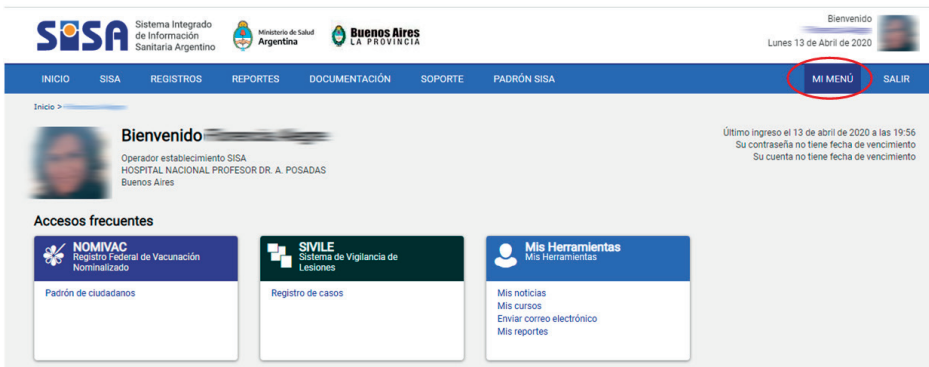 SISA
Sistema Integrado
de Información
Sanitaria Argentino
Ministerio de Salud
Argentina
Buenos Aires
LA PROVINCIA
Bienvenido
Lunes 13 de Abril de 2020
INICIO SISA REGISTROS REPORTES DOCUMENTACIÓN SOPORTE PADRÓN SISA MI MENÚ SALIR
Inicio >
Bienvenido
Operador establecimiento SISA
HOSPITAL NACIONAL PROFESOR DR. A. POSADAS
Buenos Aires
Último ingreso el 13 de abril de 2020 a las 19:56
Su contraseña no tiene fecha de vencimiento
Su cuenta no tiene fecha de vencimiento
Accesos frecuentes
NOMIVAC
Registro Federal de Vacunación
Nominalizado
Padrón de ciudadanos
SIVILE
Sistema de Vigilancia de
Lesiones
Registro de casos
Mis Herramientas
Mis Herramientas
Mis noticias
Mis cursos
Enviar correo electrónico
Mis reportes